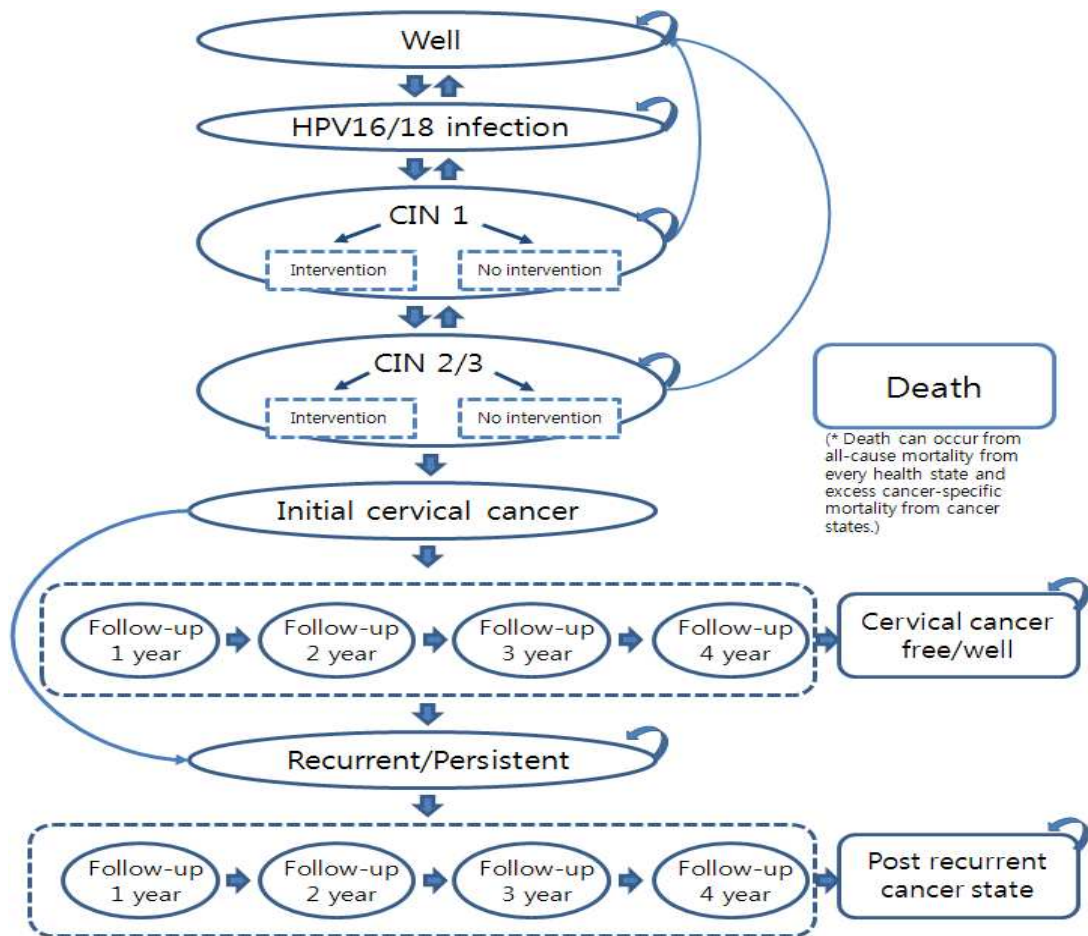 Well
HPV16/18 infection
CIN 1
Intervention
No intervention
CIN 2/3
Intervention
No intervention
Death
(* Death can occur from
all-cause mortality from
every health state and
excess cancer-specific
mortality from cancer
states.)
Initial cervical cancer
Follow-up
1 year
Follow-up
2 year
Follow-up
3 year
Follow-up
4 year
Cervical cancer
free/well
Recurrent/Persistent
Follow-up
1 year
Follow-up
2 year
Follow-up
3 year
Follow-up
4 year
Post recurrent
cancer state